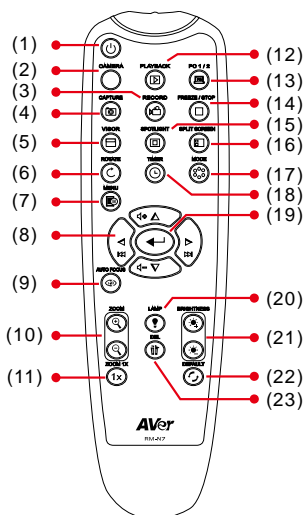 (1)
(2)
(3)
(4)
(5)
(6)
(7)
(8)
(9)
(10)
(11)
CAMERA
PLAYBACK
PC 1 / 2
CAPTURE
RECORD
FREEZE / STOP
VISOR
SPOTLIGHT
SPLIT SCREEN
ROTATE
TIMER
MODE
MENU
AUTO FOCUS
ZOOM
LAMP
BRIGHTNESS
ZOOM 1X
DEL
DEFAULT
1x
AVer
RM-N7
(12)
(13)
(14)
(15)
(16)
(17)
(18)
(19)
(20)
(21)
(22)
(23)